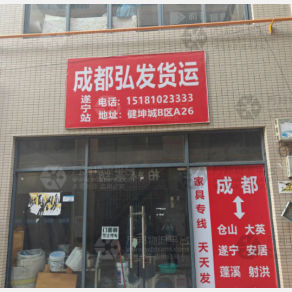 成都弘发货运
遂宁站
电话：15181023333
地址：健坤城B区A26
家具专线 天天发
成都
仓山 大英
遂宁 安居
蓬溪 射洪